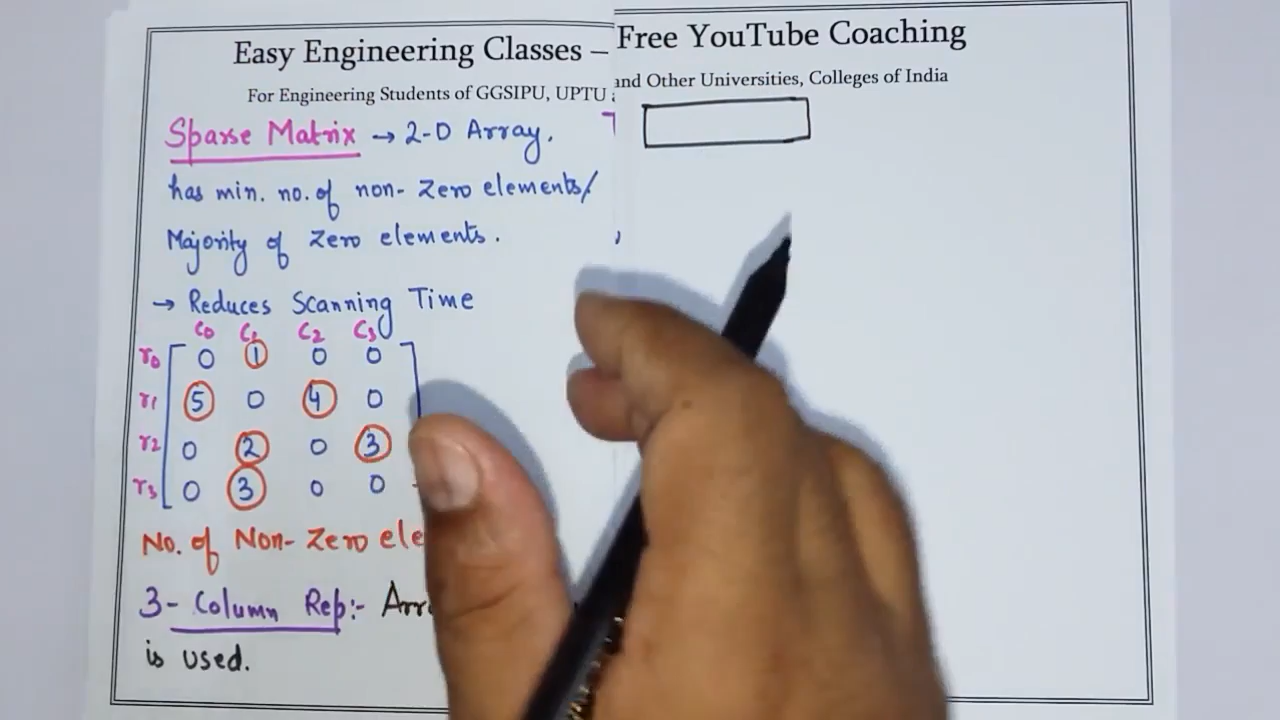 Easy Engineering Classes – Free YouTube Coaching
For Engineering Students of GGSIPU, UPTU and Other Universities, Colleges of India
Sparse Matrix → 2-D Array.
has min. no. of non-zero elements/
Majority of zero elements.
→ Reduces Scanning Time
C0 C1 C2 C3
r0 0 1 0 0
r1 5 0 4 0
r2 0 2 0 3
r3 0 3 0 0
No. of Non-Zero ele
3-Column Rep:-
is used.